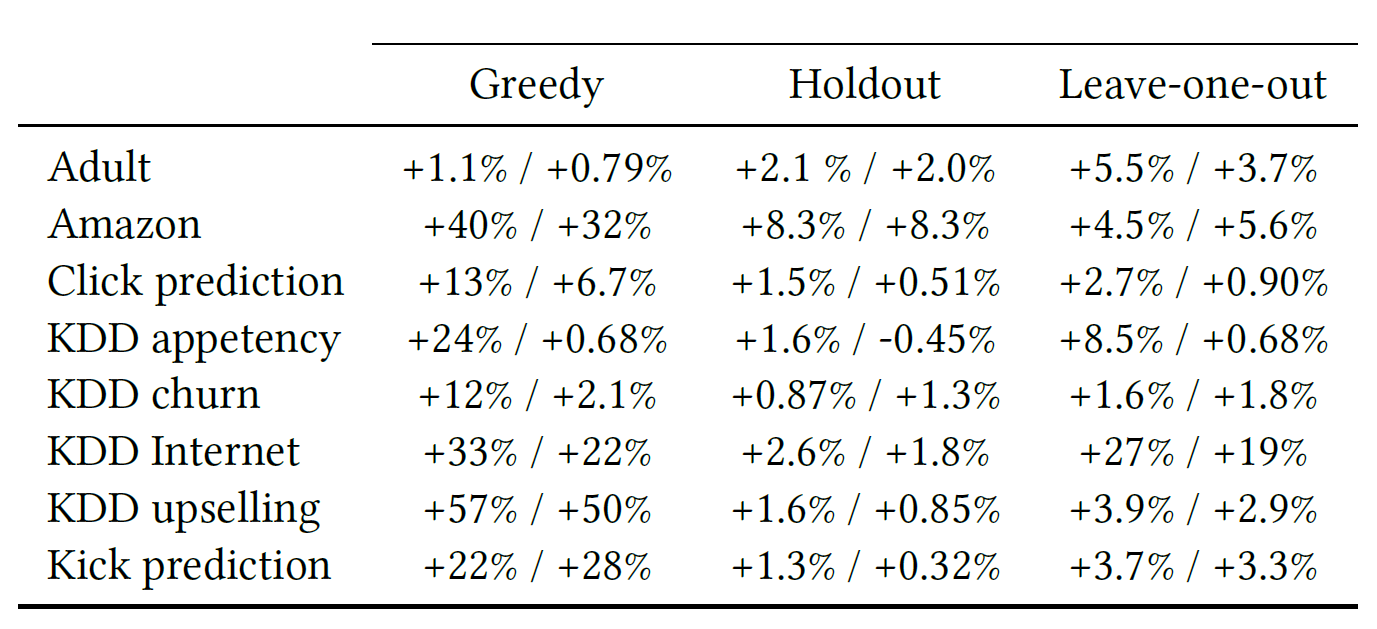 Greedy Holdout Leave-one-out
Adult +1.1% / +0.79% +2.1 % / +2.0% +5.5% / +3.7%
Amazon +40% / +32% +8.3% / +8.3% +4.5% / +5.6%
Click prediction +13% / +6.7% +1.5% / +0.51% +2.7% / +0.90%
KDD appetency +24% / +0.68% +1.6% / -0.45% +8.5% / +0.68%
KDD churn +12% / +2.1% +0.87% / +1.3% +1.6% / +1.8%
KDD Internet +33% / +22% +2.6% / +1.8% +27% / +19%
KDD upselling +57% / +50% +1.6% / +0.85% +3.9% / +2.9%
Kick prediction +22% / +28% +1.3% / +0.32% +3.7% / +3.3%